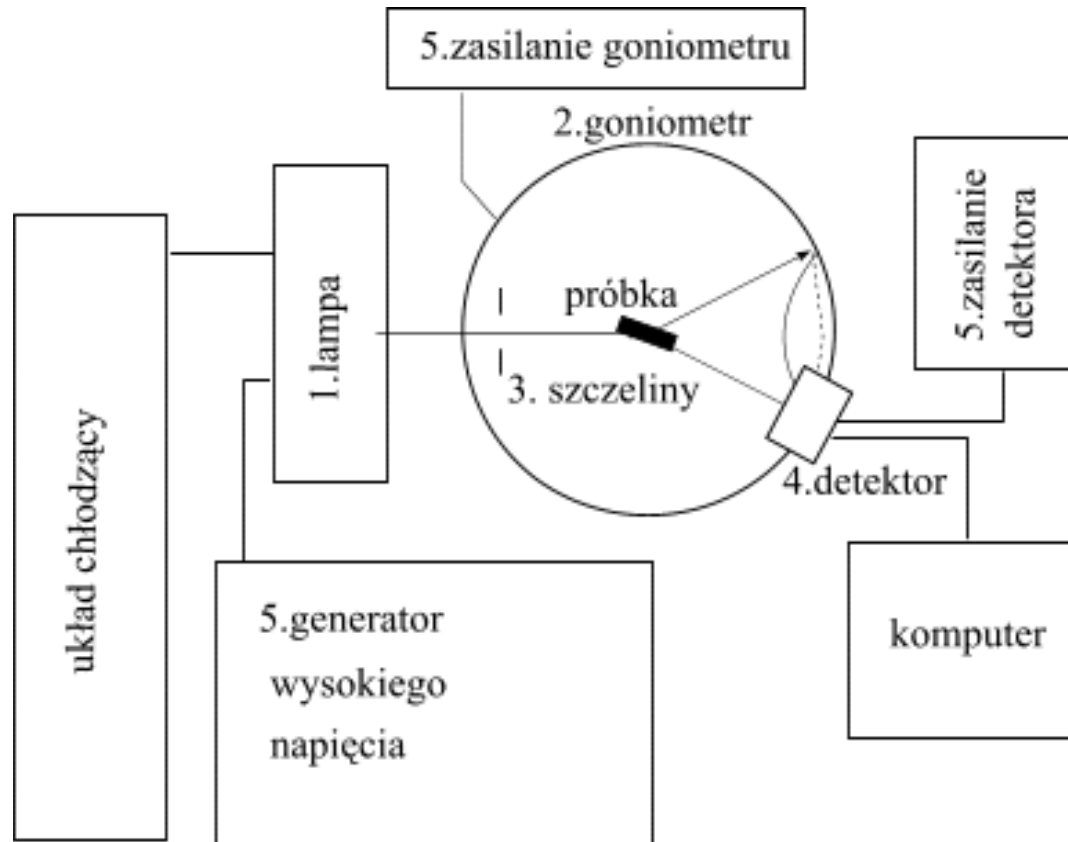 5.zasilanie goniometru
2.goniometr
5.zasilanie
detektora
1.lampa
próbka
3. szczeliny
4.detektor
układ chłodzący
5.generator
wysokiego
napięcia
komputer